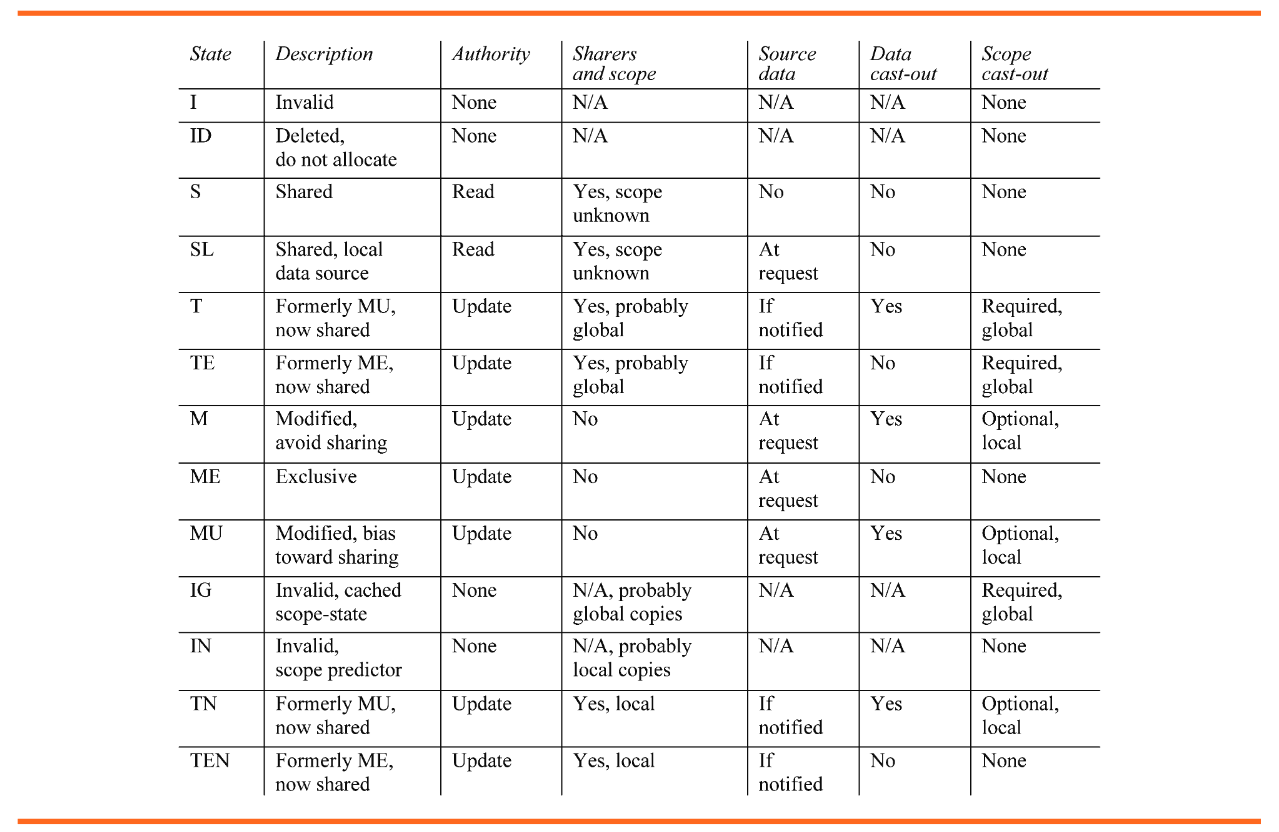 State Description Authority Sharers and scope Source data Data cast-out Scope cast-out
I Invalid None N/A N/A N/A None
ID Deleted, do not allocate None N/A N/A N/A None
S Shared Read Yes, scope unknown No No None
SL Shared, local data source Read Yes, scope unknown At request No None
T Formerly MU, now shared Update Yes, probably global If notified Yes Required, global
TE Formerly ME, now shared Update Yes, probably global If notified No Required, global
M Modified, avoid sharing Update No At request Yes Optional, local
ME Exclusive Update No At request No None
MU Modified, bias toward sharing Update No At request Yes Optional, local
IG Invalid, cached scope-state None N/A, probably global copies N/A N/A Required, global
IN Invalid, scope predictor None N/A, probably local copies N/A N/A None
TN Formerly MU, now shared Update Yes, local If notified Yes Optional, local
TEN Formerly ME, now shared Update Yes, local If notified No None